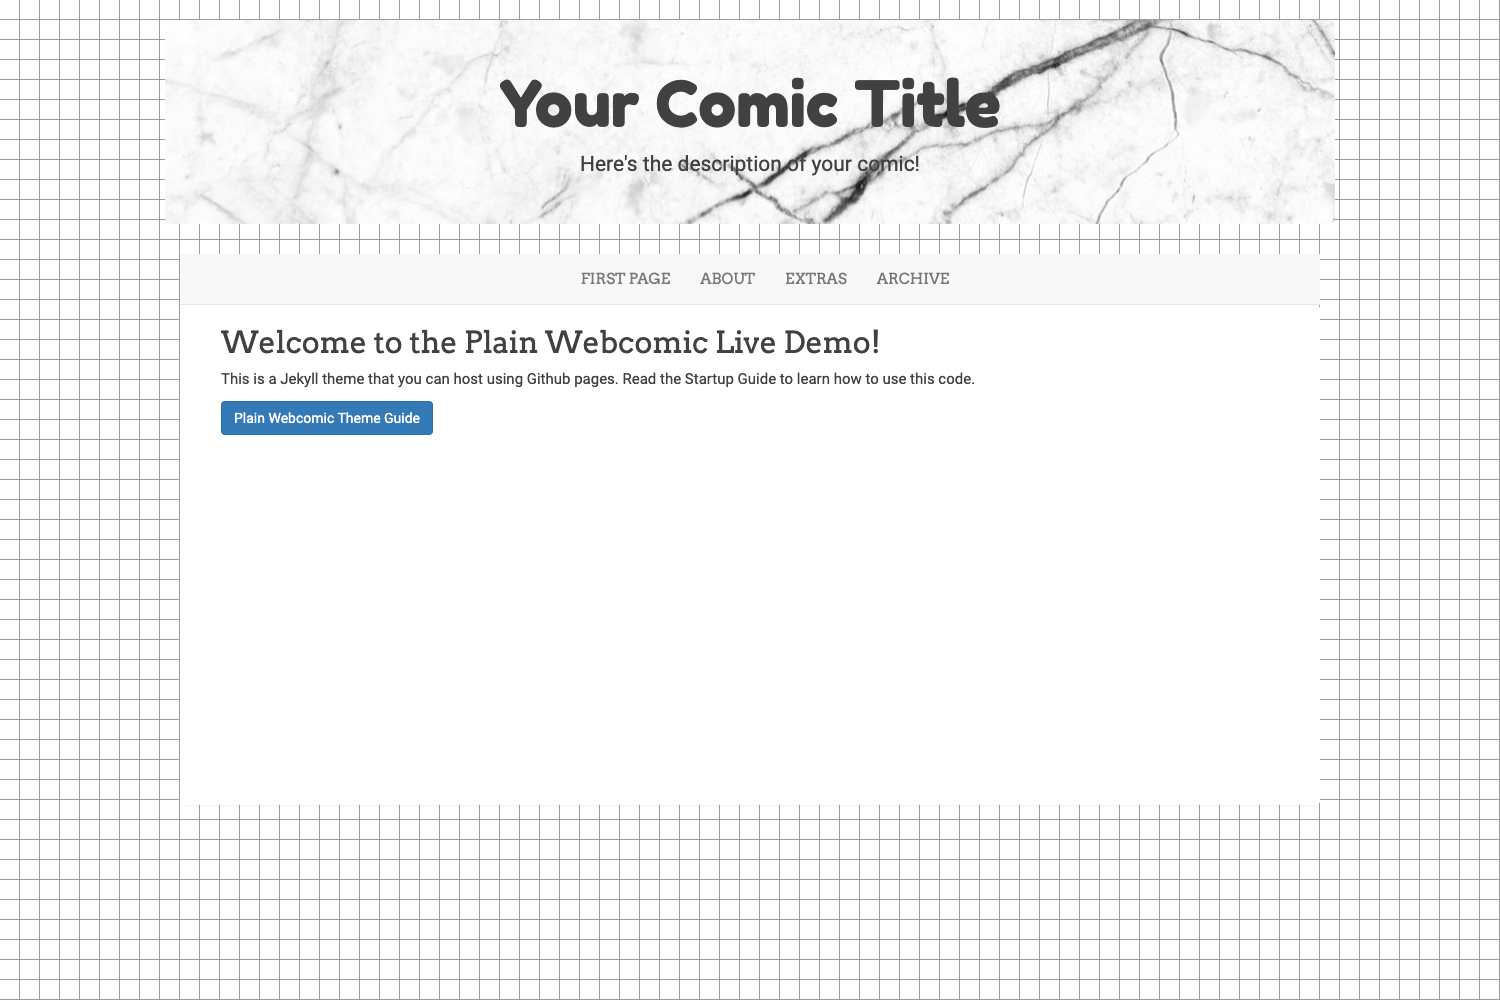 Your Comic Title
Here's the description of your comic!
FIRST PAGE ABOUT EXTRAS ARCHIVE
Welcome to the Plain Webcomic Live Demo!
This is a Jekyll theme that you can host using Github pages. Read the Startup Guide to learn how to use this code.
Plain Webcomic Theme Guide